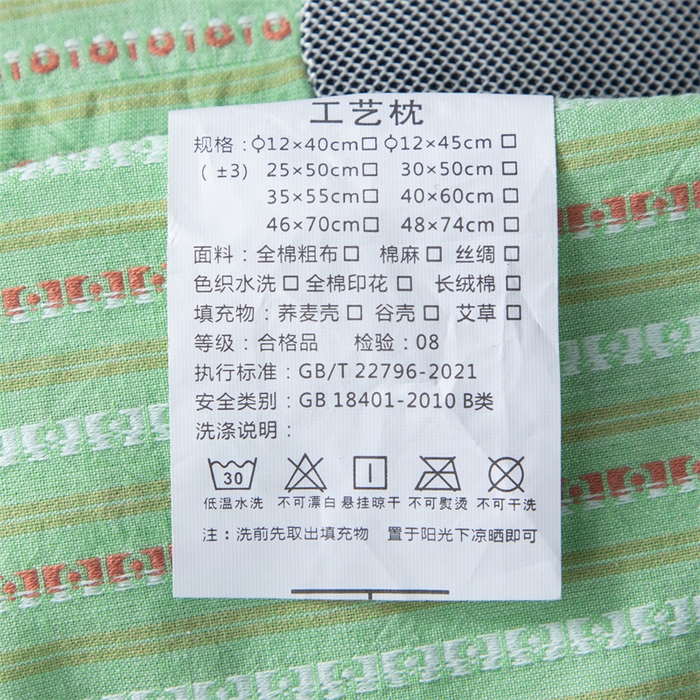 工艺枕
规格：ф12×40cm□ ф12×45cm □
( ±3) 25×50cm□ 30×50cm □
35×55cm□ 40×60cm □
46×70cm□ 48×74cm □
面料：全棉粗布□ 棉麻□ 丝绸□
色织水洗□ 全棉印花□ 长绒棉□
填充物：荞麦壳□ 谷壳□ 艾草□
等级：合格品 检验：08
执行标准：GB/T 22796-2021
安全类别：GB 18401-2010 B类
洗涤说明：
30
低温水洗 不可漂白 悬挂晾干 不可熨烫 不可干洗
注：洗前先取出填充物 置于阳光下凉晒即可